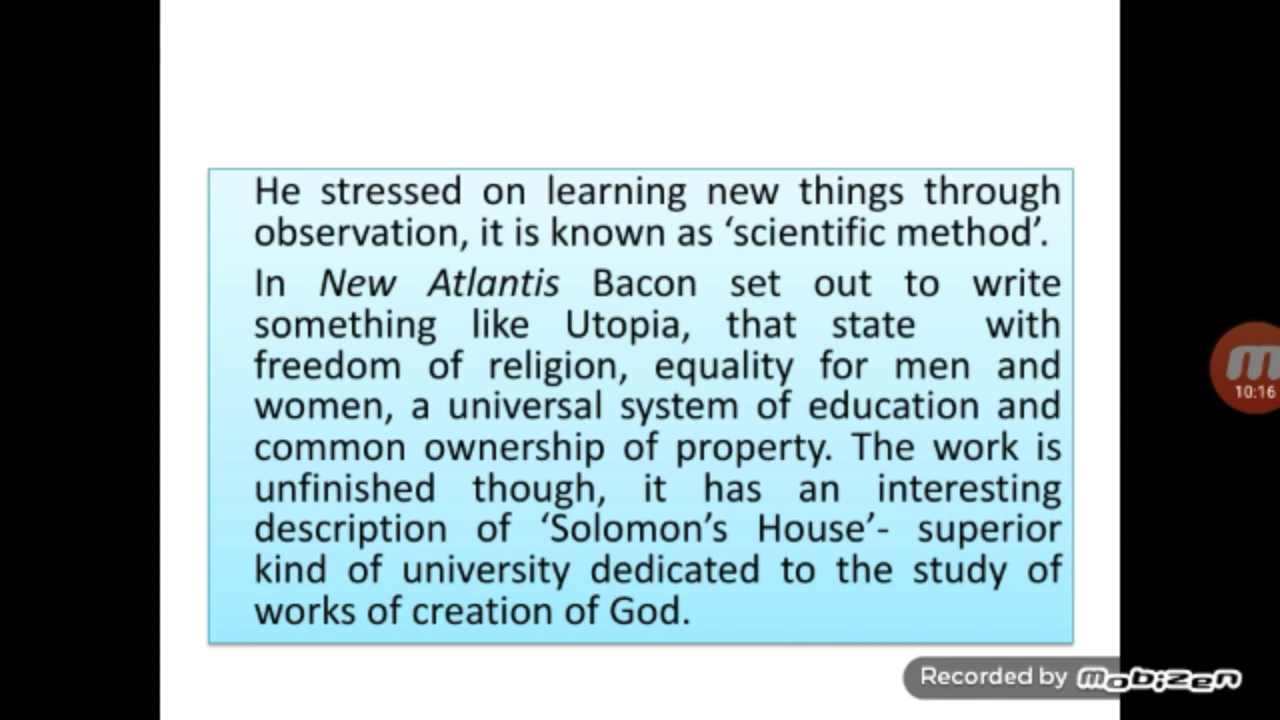 He stressed on learning new things through
observation, it is known as ‘scientific method’.
In New Atlantis Bacon set out to write
something like Utopia, that state with
freedom of religion, equality for men and
women, a universal system of education and
common ownership of property. The work is
unfinished though, it has an interesting
description of ‘Solomon’s House’- superior
kind of university dedicated to the study of
works of creation of God.
10:16
Recorded by mobizen